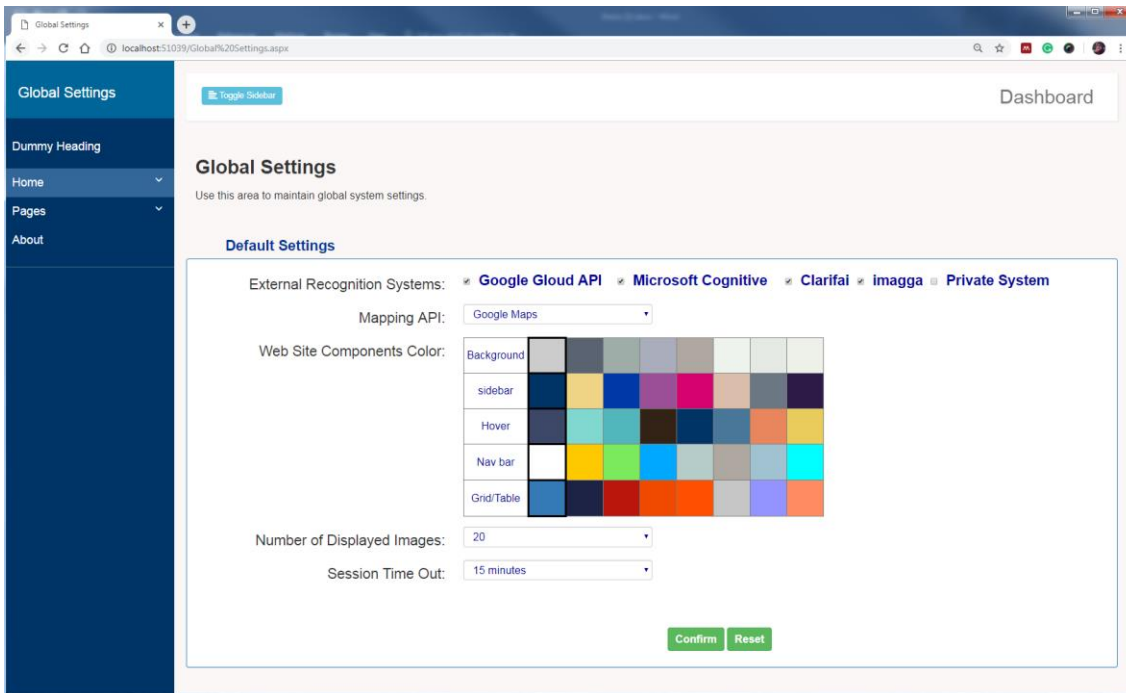 Global Settings
localhost:51039/Global%20Settings.aspx
Global Settings
Toggle Sidebar
Dashboard
Dummy Heading
Home
Pages
About
Global Settings
Use this area to maintain global system settings.
Default Settings
External Recognition Systems: Google Gloud API Microsoft Cognitive Clarifai imagga Private System
Mapping API: Google Maps
Web Site Components Color: Background
sidebar
Hover
Nav bar
Grid/Table
Number of Displayed Images: 20
Session Time Out: 15 minutes
Confirm Reset